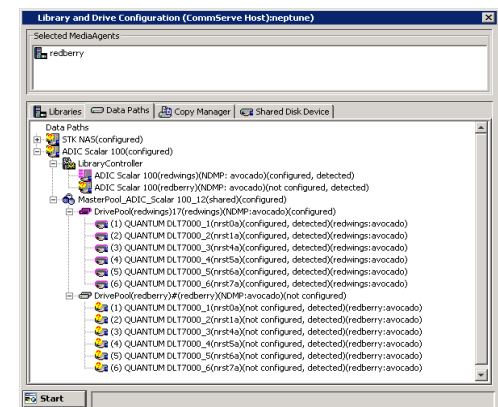 Library and Drive Configuration (CommServe Host):neptune)
Selected MediaAgents
redberry
Libraries
Data Paths
Copy Manager
Shared Disk Device
Data Paths
STK NAS(configured)
ADIC Scalar 100(configured)
LibraryController
ADIC Scalar 100(redwings)(NDMP: avocado)(configured, detected)
ADIC Scalar 100(redberry)(NDMP: avocado)(not configured, detected)
MasterPool_ADIC_Scalar 100_12(shared)(configured)
DrivePool(redwings)17(redwings)(NDMP:avocado)(configured)
(1) QUANTUM DLT7000_1(nrst0a)(configured, detected)(redwings:avocado)
(2) QUANTUM DLT7000_2(nrst1a)(configured, detected)(redwings:avocado)
(3) QUANTUM DLT7000_3(nrst4a)(configured, detected)(redwings:avocado)
(4) QUANTUM DLT7000_4(nrst5a)(configured, detected)(redwings:avocado)
(5) QUANTUM DLT7000_5(nrst6a)(configured, detected)(redwings:avocado)
(6) QUANTUM DLT7000_6(nrst7a)(configured, detected)(redwings:avocado)
DrivePool(redberry)#(redberry)(NDMP:avocado)(not configured)
(1) QUANTUM DLT7000_1(nrst0a)(not configured, detected)(redberry:avocado)
(2) QUANTUM DLT7000_2(nrst1a)(not configured, detected)(redberry:avocado)
(3) QUANTUM DLT7000_3(nrst4a)(not configured, detected)(redberry:avocado)
(4) QUANTUM DLT7000_4(nrst5a)(not configured, detected)(redberry:avocado)
(5) QUANTUM DLT7000_5(nrst6a)(not configured, detected)(redberry:avocado)
(6) QUANTUM DLT7000_6(nrst7a)(not configured, detected)(redberry:avocado)
Start